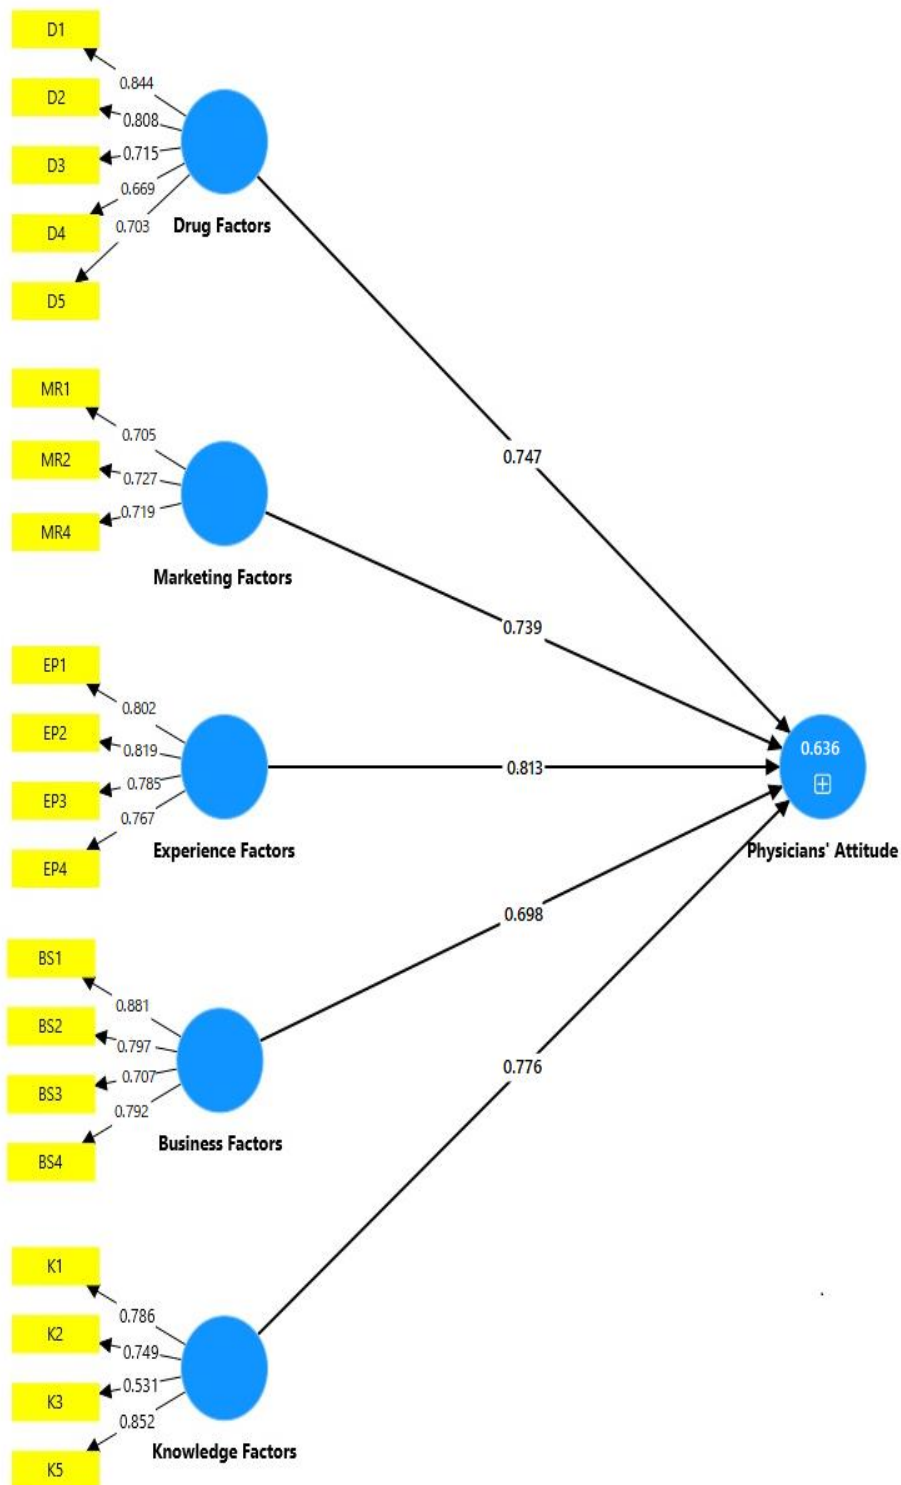 D1
0.844
D2
0.808
D3
0.715
0.669
D4
0.703
Drug Factors
D5
MR1
0.705
MR2
0.727
0.719
MR4
Marketing Factors
0.747
0.739
EP1
0.802
EP2
0.819
EP3
0.785
0.767
EP4
Experience Factors
0.813
0.636
Physicians' Attitude
BS1
0.881
BS2
0.797
BS3
0.707
0.792
BS4
Business Factors
0.698
0.776
K1
0.786
K2
0.749
K3
0.531
0.852
K5
Knowledge Factors